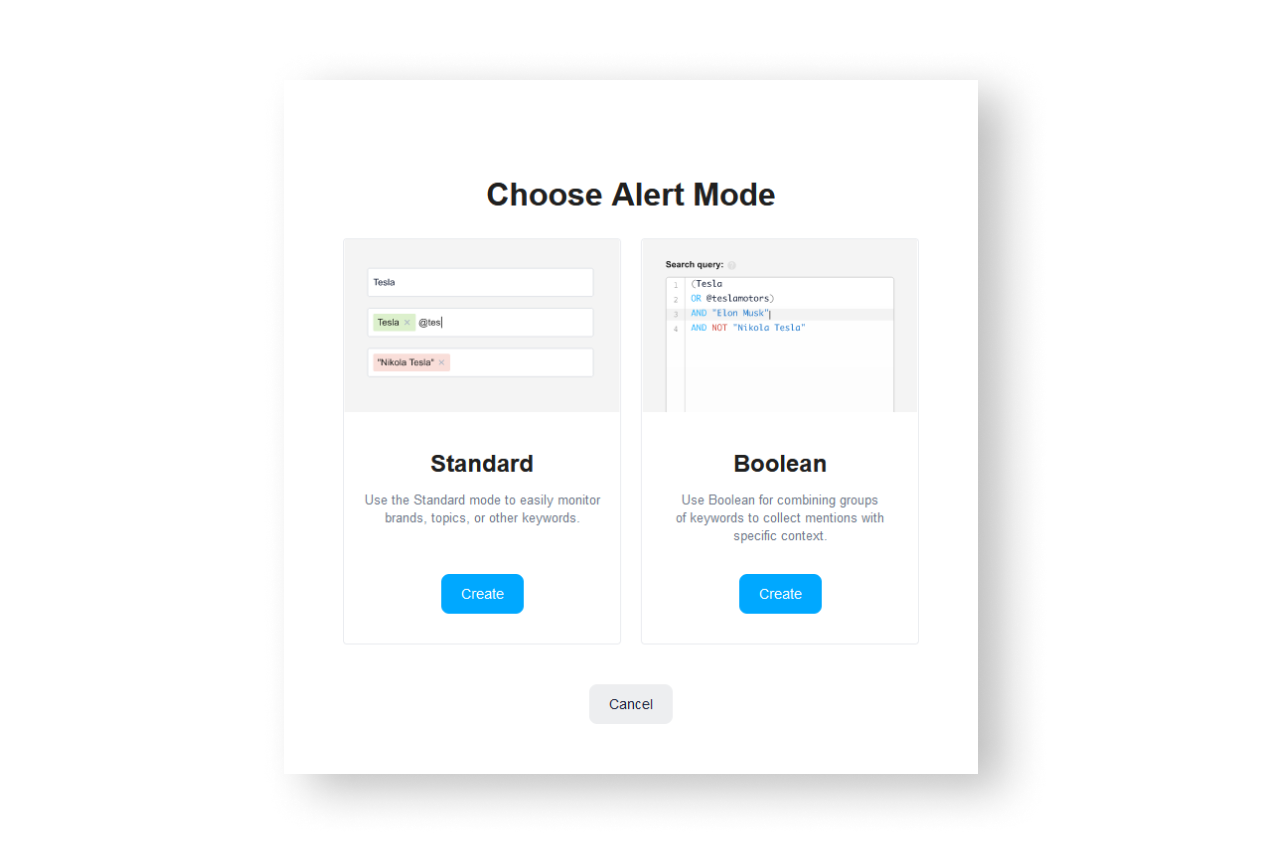 Choose Alert Mode
Tesla
Tesla × @tes
"Nikola Tesla" ×
Search query:
1 (Tesla
2 OR @teslamotors)
3 AND "Elon Musk"
4 AND NOT "Nikola Tesla"
Standard
Use the Standard mode to easily monitor
brands, topics, or other keywords.
Create
Boolean
Use Boolean for combining groups
of keywords to collect mentions with
specific context.
Create
Cancel